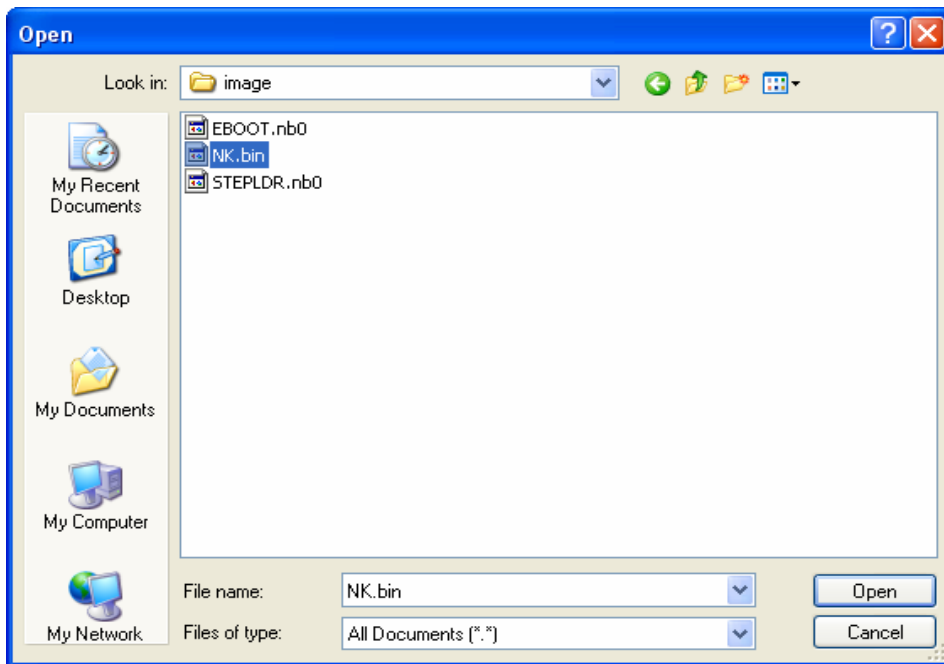 Open
Look in:
image
EBOOT.nb0
NK.bin
STEPLDR.nb0
My Recent
Documents
Desktop
My Documents
My Computer
My Network
File name:
NK.bin
Open
Files of type:
All Documents (*.*)
Cancel